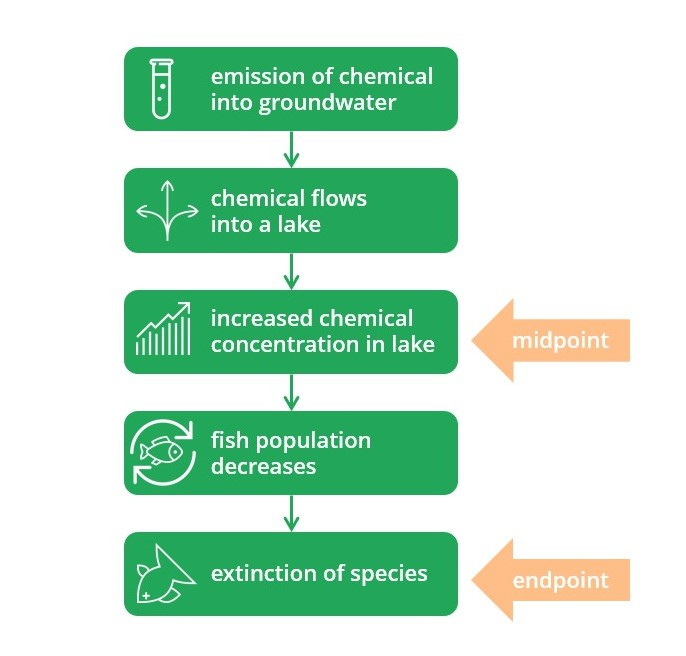 emission of chemical
into groundwater
chemical flows
into a lake
increased chemical
concentration in lake
midpoint
fish population
decreases
extinction of species
endpoint